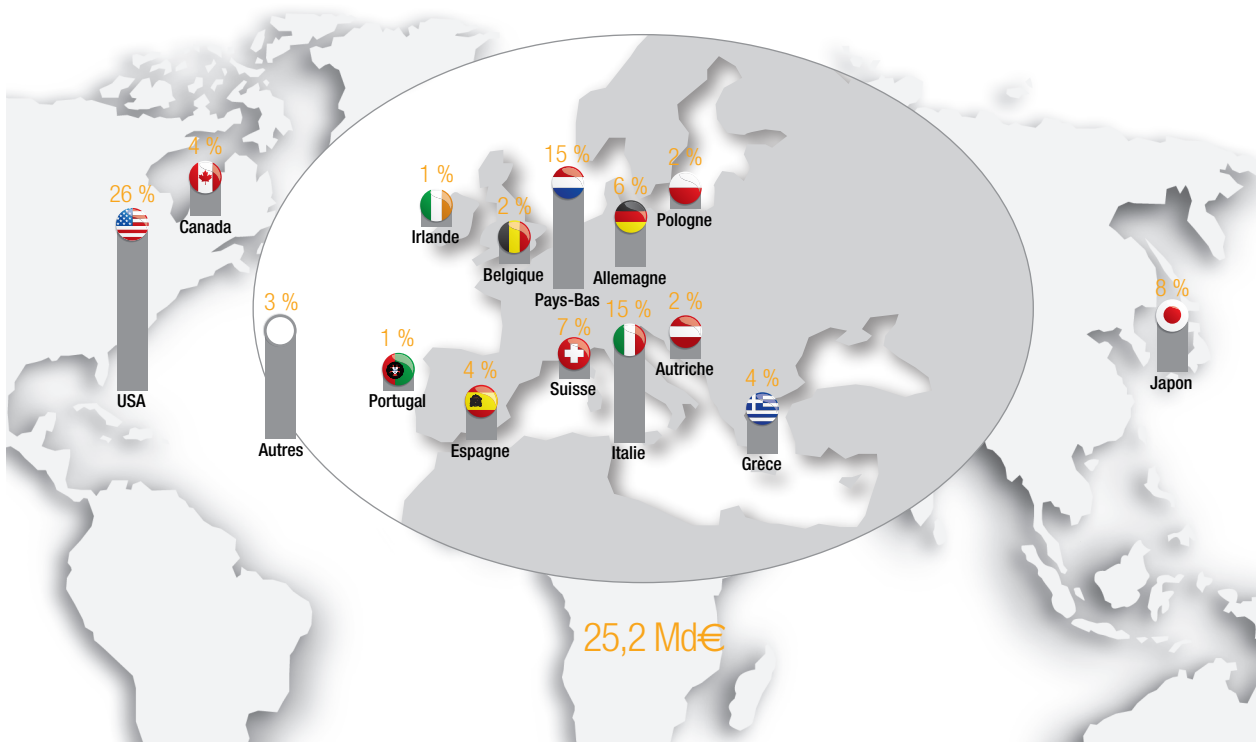 4 %
Canada
26 %
USA
3 %
Autres
1 %
Irlande
2 %
Belgique
15 %
Pays-Bas
6 %
Allemagne
2 %
Pologne
1 %
Portugal
4 %
Espagne
7 %
Suisse
15 %
Italie
2 %
Autriche
4 %
Grèce
8 %
Japon
25,2 Md€